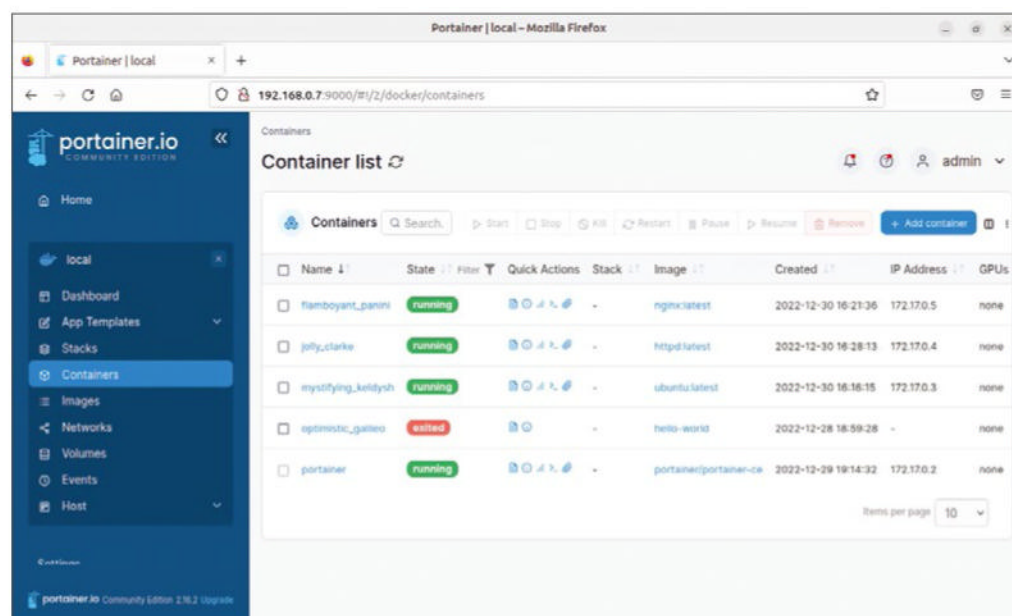 Portainer | local – Mozilla Firefox
Portainer | local
192.168.0.7:9000/#!/2/docker/containers
portainer.io
COMMUNITY EDITION
Home
local
Dashboard
App Templates
Stacks
Containers
Images
Networks
Volumes
Events
Host
Settings
portainer.io Community Edition 2.16.2 Upgrade
Containers
Container list
admin
Containers Search. Start Stop Kill Restart Pause Resume Remove + Add container
Name State Filter Quick Actions Stack Image Created IP Address GPUs
flamboyant_panini running - nginx:latest 2022-12-30 16:21:36 172.17.0.5 none
jolly_clarke running - httpd:latest 2022-12-30 16:28:13 172.17.0.4 none
mystifying_keldysh running - ubuntu:latest 2022-12-30 16:16:15 172.17.0.3 none
optimistic_galileo exited - hello-world 2022-12-28 18:59:28 - none
portainer running - portainer/portainer-ce 2022-12-29 19:14:32 172.17.0.2 none
Items per page 10